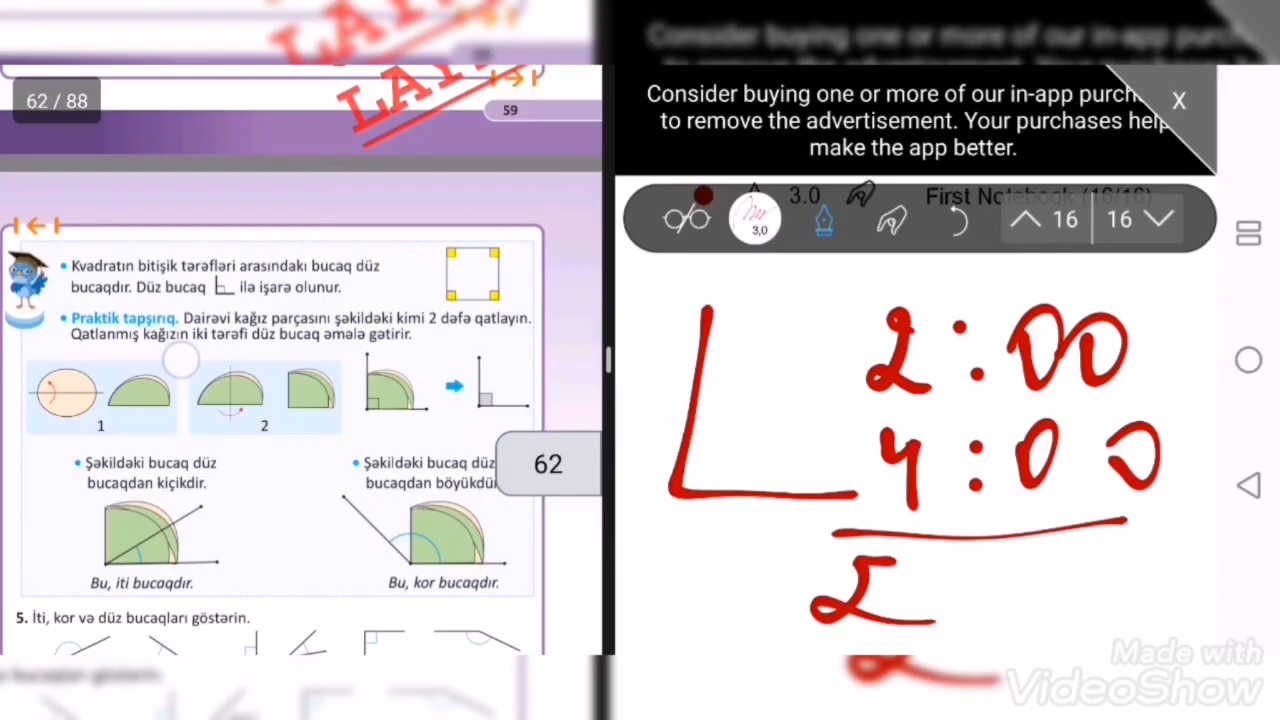 62 / 88
LAY
59
• Kvadratın bitişik tərəfləri arasındakı bucaq düz
bucaqdır. Düz bucaq ilə işarə olunur.
• Praktik tapşırıq. Dairəvi kağız parçasını şəkildəki kimi 2 dəfə qatlayın.
Qatlanmış kağızın iki tərəfi düz bucaq əmələ gətirir.
1
2
• Şəkildəki bucaq düz
bucaqdan kiçikdir.
• Şəkildəki bucaq düz
bucaqdan böyükdür
62
Bu, iti bucaqdır.
Bu, kor bucaqdır.
5. İti, kor və düz bucaqları göstərin.
Consider buying one or more of our in-app purch
to remove the advertisement. Your purchases help
make the app better.
X
3.0
First Notebook (16/16)
3,0
16
16
2:00
4:00
2
Made with
VideoShow